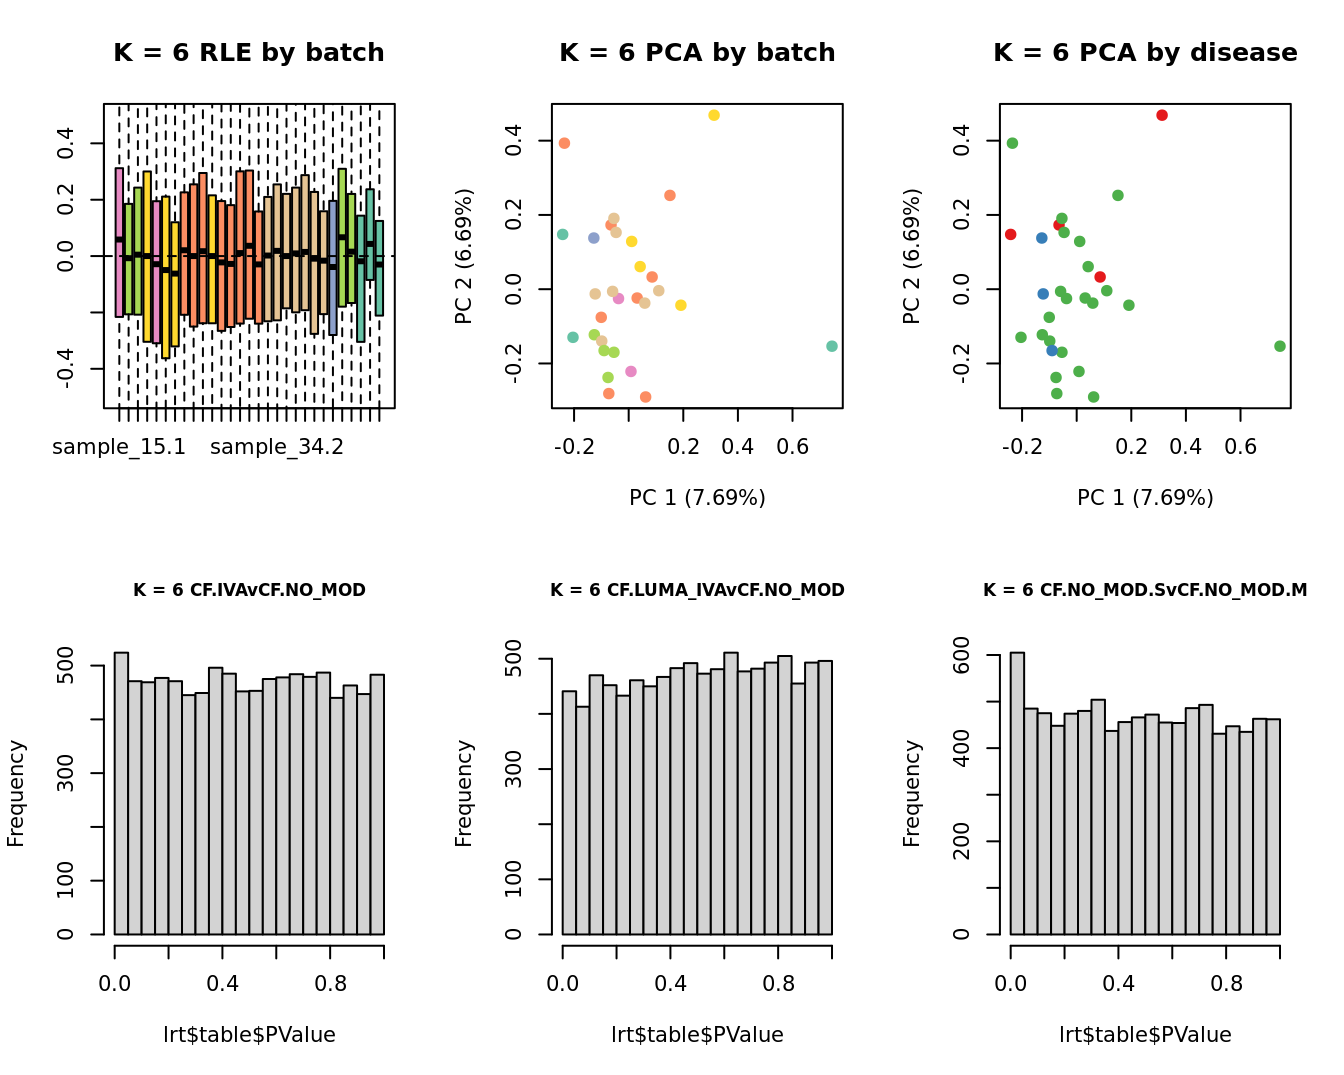 K = 6 RLE by batch
0.4
0.2
0.0
-0.4
sample_15.1 sample_34.2
K = 6 PCA by batch
PC 2 (6.69%)
0.4
0.2
0.0
-0.2
-0.2 0.2 0.4 0.6
PC 1 (7.69%)
K = 6 PCA by disease
PC 2 (6.69%)
0.4
0.2
0.0
-0.2
-0.2 0.2 0.4 0.6
PC 1 (7.69%)
K = 6 CF.IVAvCF.NO_MOD
Frequency
500
300
100
0
0.0 0.4 0.8
lrt$table$PValue
K = 6 CF.LUMA_IVAvCF.NO_MOD
Frequency
500
300
100
0
0.0 0.4 0.8
lrt$table$PValue
K = 6 CF.NO_MOD.SvCF.NO_MOD.M
Frequency
600
400
200
0
0.0 0.4 0.8
lrt$table$PValue